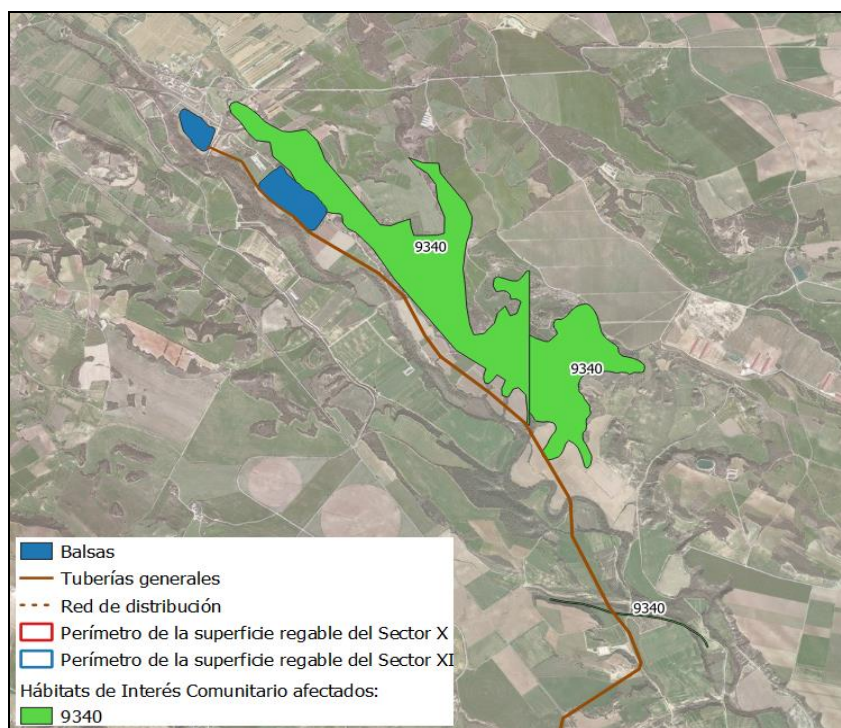 9340
9340
9340
Balsas
Tuberías generales
Red de distribución
Perímetro de la superficie regable del Sector X
Perímetro de la superficie regable del Sector XI
Hábitats de Interés Comunitario afectados:
9340